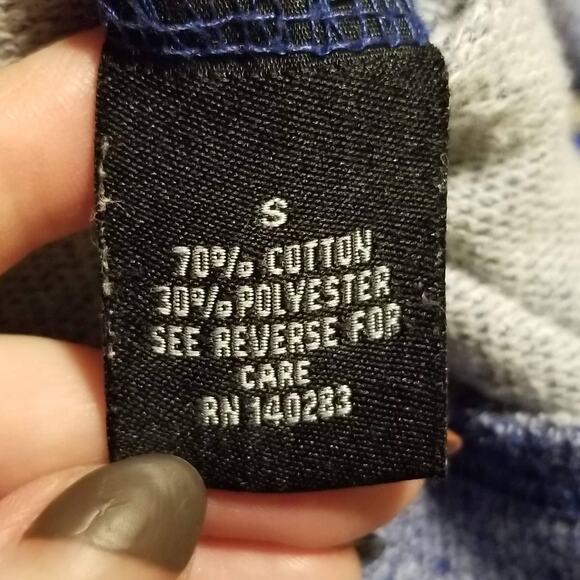 S
70% COTTON
30% POLYESTER
SEE REVERSE FOR
CARE
RN 140283